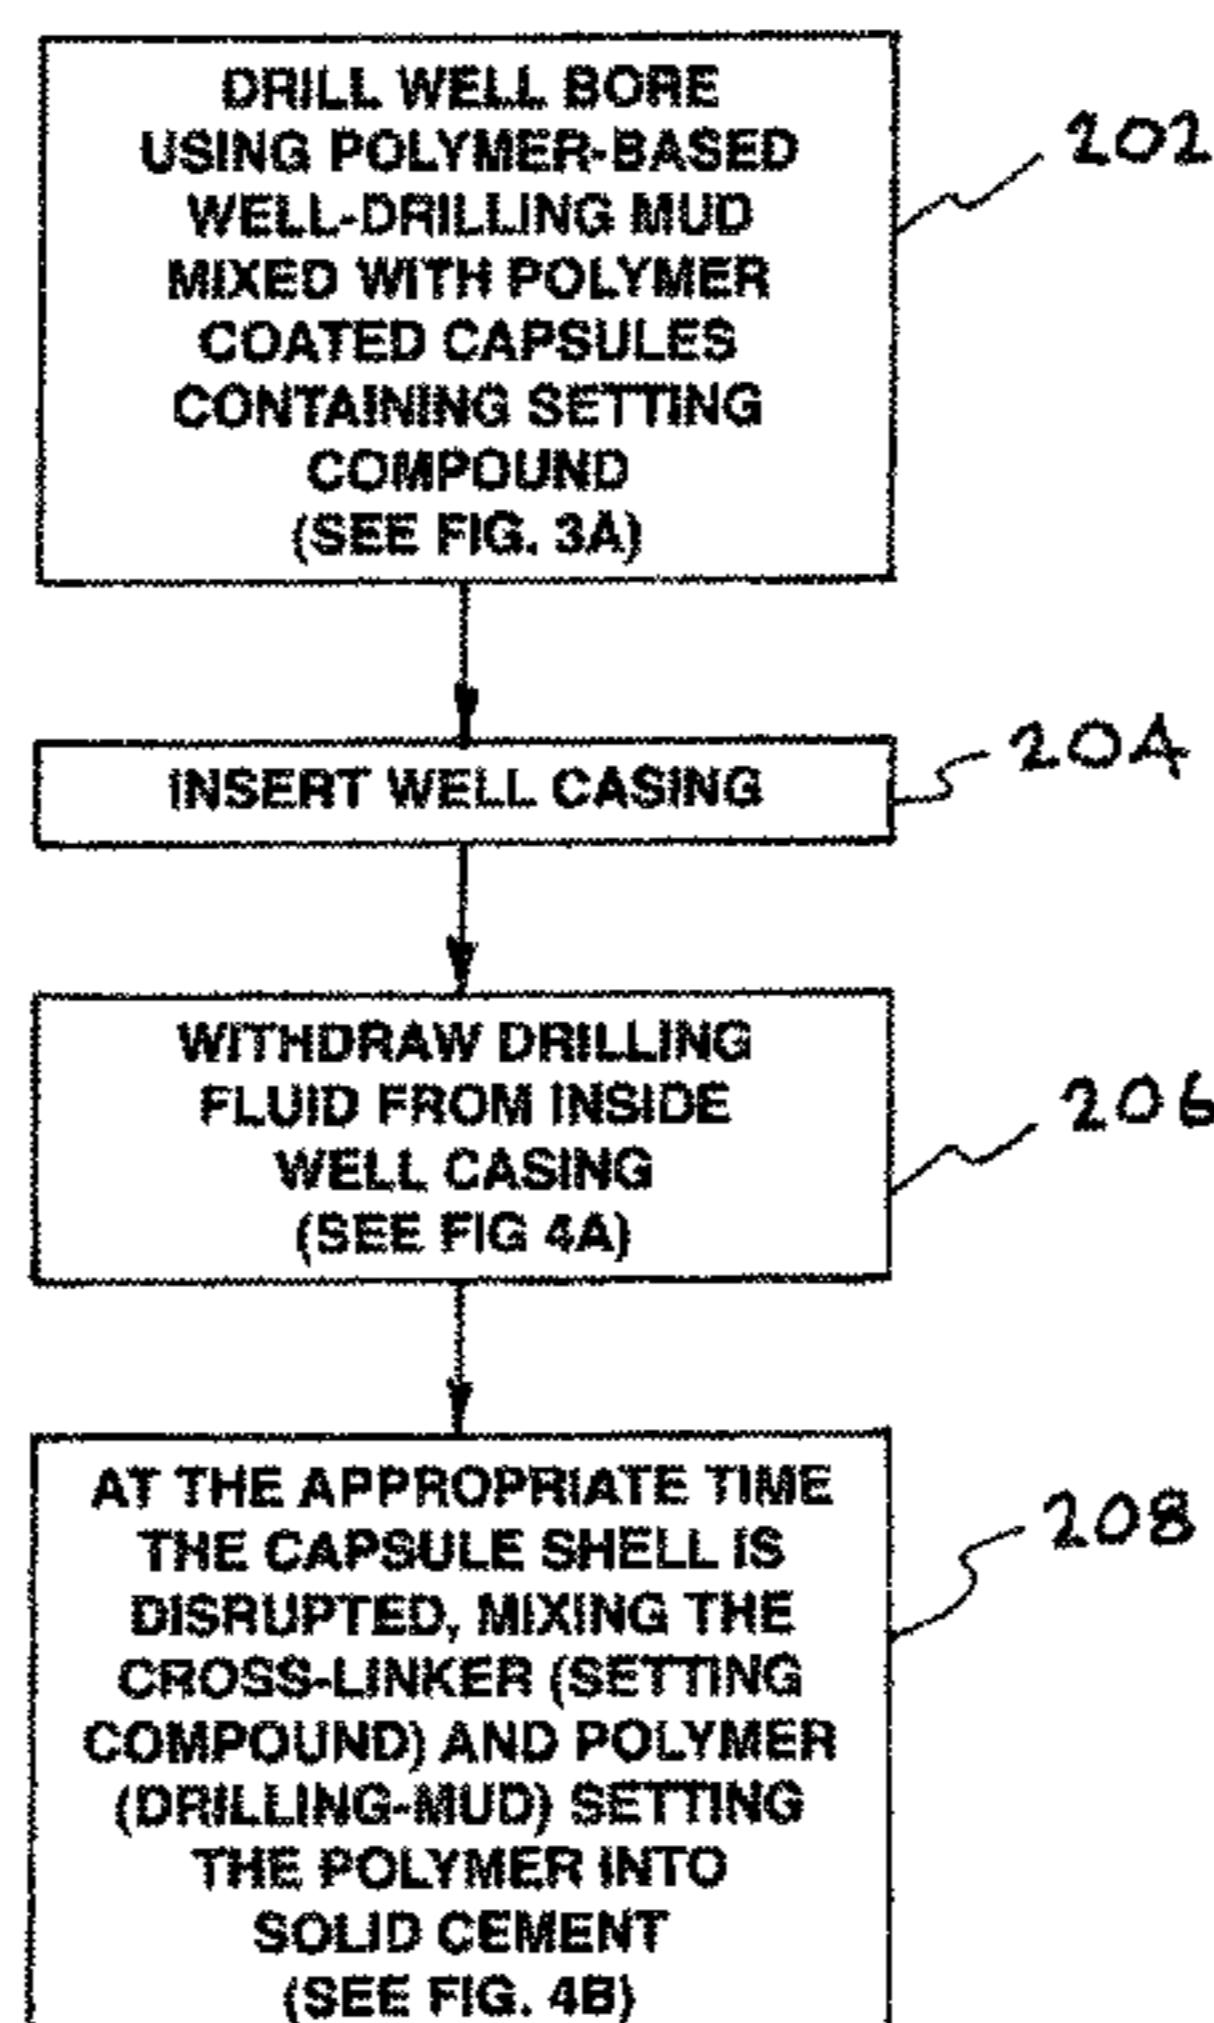 DRILL WELL BORE
USING POLYMER-BASED
WELL-DRILLING MUD
MIXED WITH POLYMER
COATED CAPSULES
CONTAINING SETTING
COMPOUND
(SEE FIG. 3A)
202
INSERT WELL CASING
204
WITHDRAW DRILLING
FLUID FROM INSIDE
WELL CASING
(SEE FIG 4A)
206
AT THE APPROPRIATE TIME
THE CAPSULE SHELL IS
DISRUPTED, MIXING THE
CROSS-LINKER (SETTING
COMPOUND) AND POLYMER
(DRILLING-MUD) SETTING
THE POLYMER INTO
SOLID CEMENT
(SEE FIG. 4B)
208